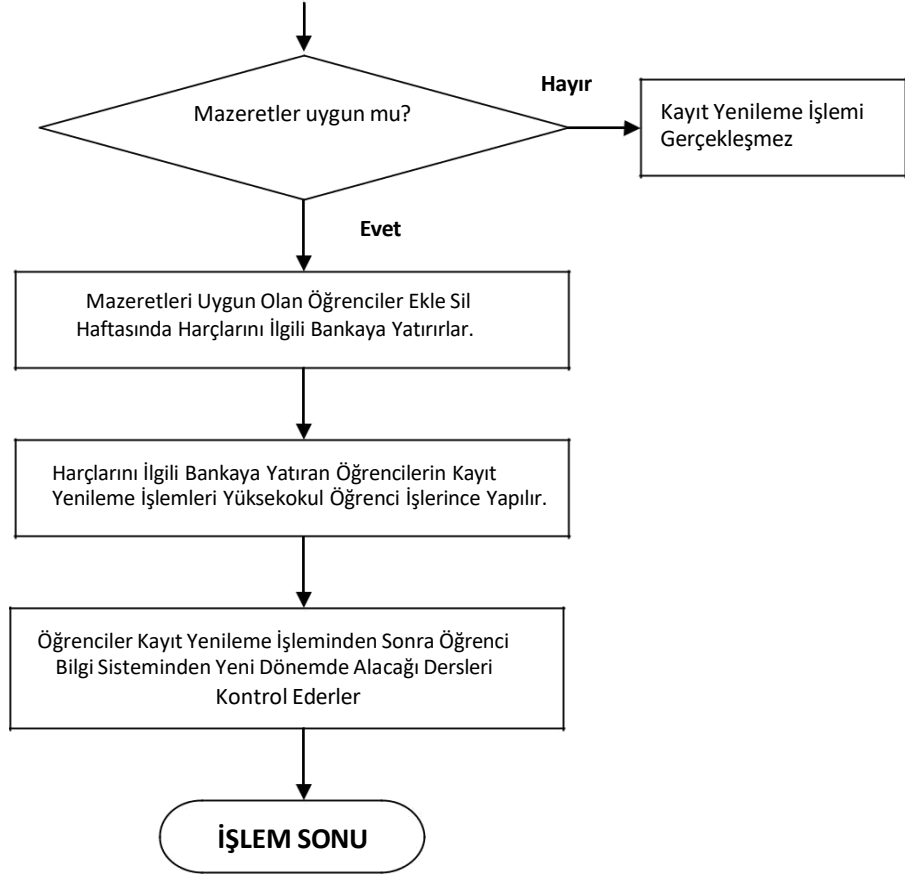 Mazeretler uygun mu?
Hayır
Kayıt Yenileme İşlemi
Gerçekleşmez
Evet
Mazeretleri Uygun Olan Öğrenciler Ekle Sil
Haftasında Harçlarını İlgili Bankaya Yatırırlar.
Harçlarını İlgili Bankaya Yatıran Öğrencilerin Kayıt
Yenileme İşlemleri Yüksekokul Öğrenci İşlerince Yapılır.
Öğrenciler Kayıt Yenileme İşleminden Sonra Öğrenci
Bilgi Sisteminden Yeni Dönemde Alacağı Dersleri
Kontrol Ederler
İŞLEM SONU